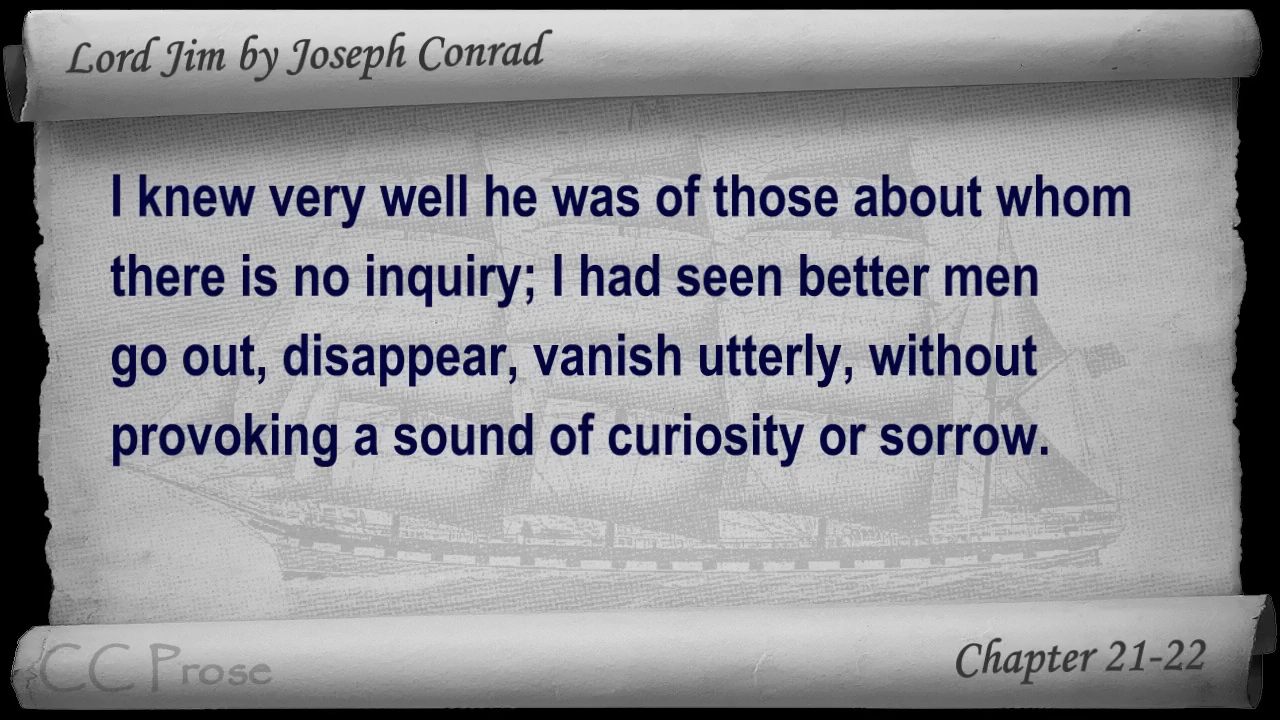 Lord Jim by Joseph Conrad
I knew very well he was of those about whom
there is no inquiry; I had seen better men
go out, disappear, vanish utterly, without
provoking a sound of curiosity or sorrow.
CC Prose
Chapter 21-22